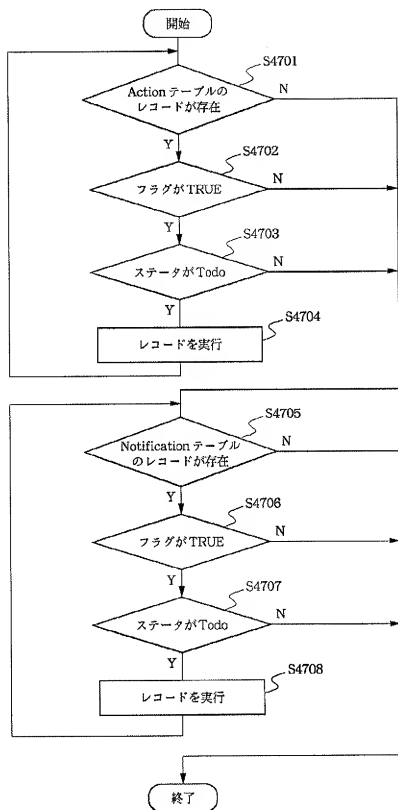 開始
S4701
Actionテーブルの
レコードが存在
N
Y
S4702
フラグがTRUE
N
Y
S4703
ステータがTodo
N
Y
S4704
レコードを実行
S4705
Notificationテーブル
のレコードが存在
N
Y
S4706
フラグがTRUE
N
Y
S4707
ステータがTodo
N
Y
S4708
レコードを実行
終了